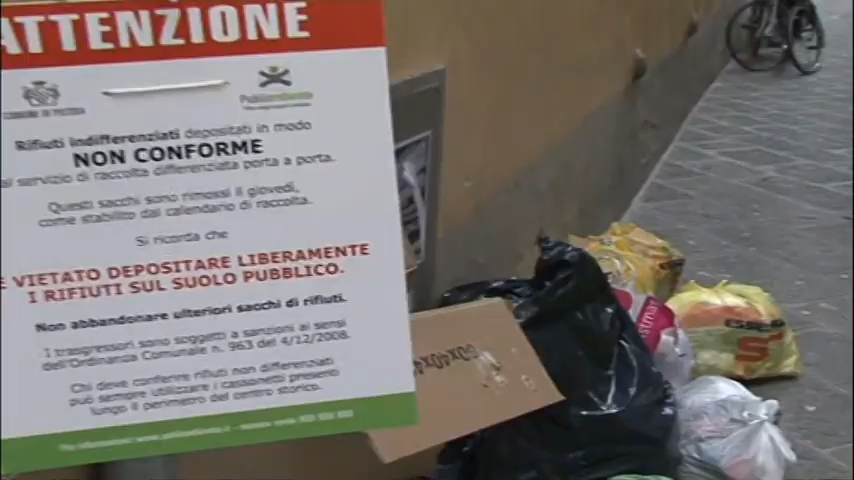 ATTENZIONE
COMUNE DI
Rifiuti indifferenziati depositati in modo
NON CONFORME
al servizio di raccolta differenziata porta a porta.
Questi sacchi sono rimossi il giovedì,
come stabilito dal calendario di raccolta.
Si ricorda che
E VIETATO DEPOSITARE LIBERAMENTE
I RIFIUTI SUL SUOLO PUBBLICO.
Non abbandonare ulteriori sacchi di rifiuti.
I trasgressori sono soggetti a sanzioni ai sensi
dell'Ordinanza Comunale n. 963 del 4/12/2008.
Chi deve conferire rifiuti non differenziati
può sempre utilizzare i cassonetti presenti
lungo il perimetro del centro storico.
60X40X40